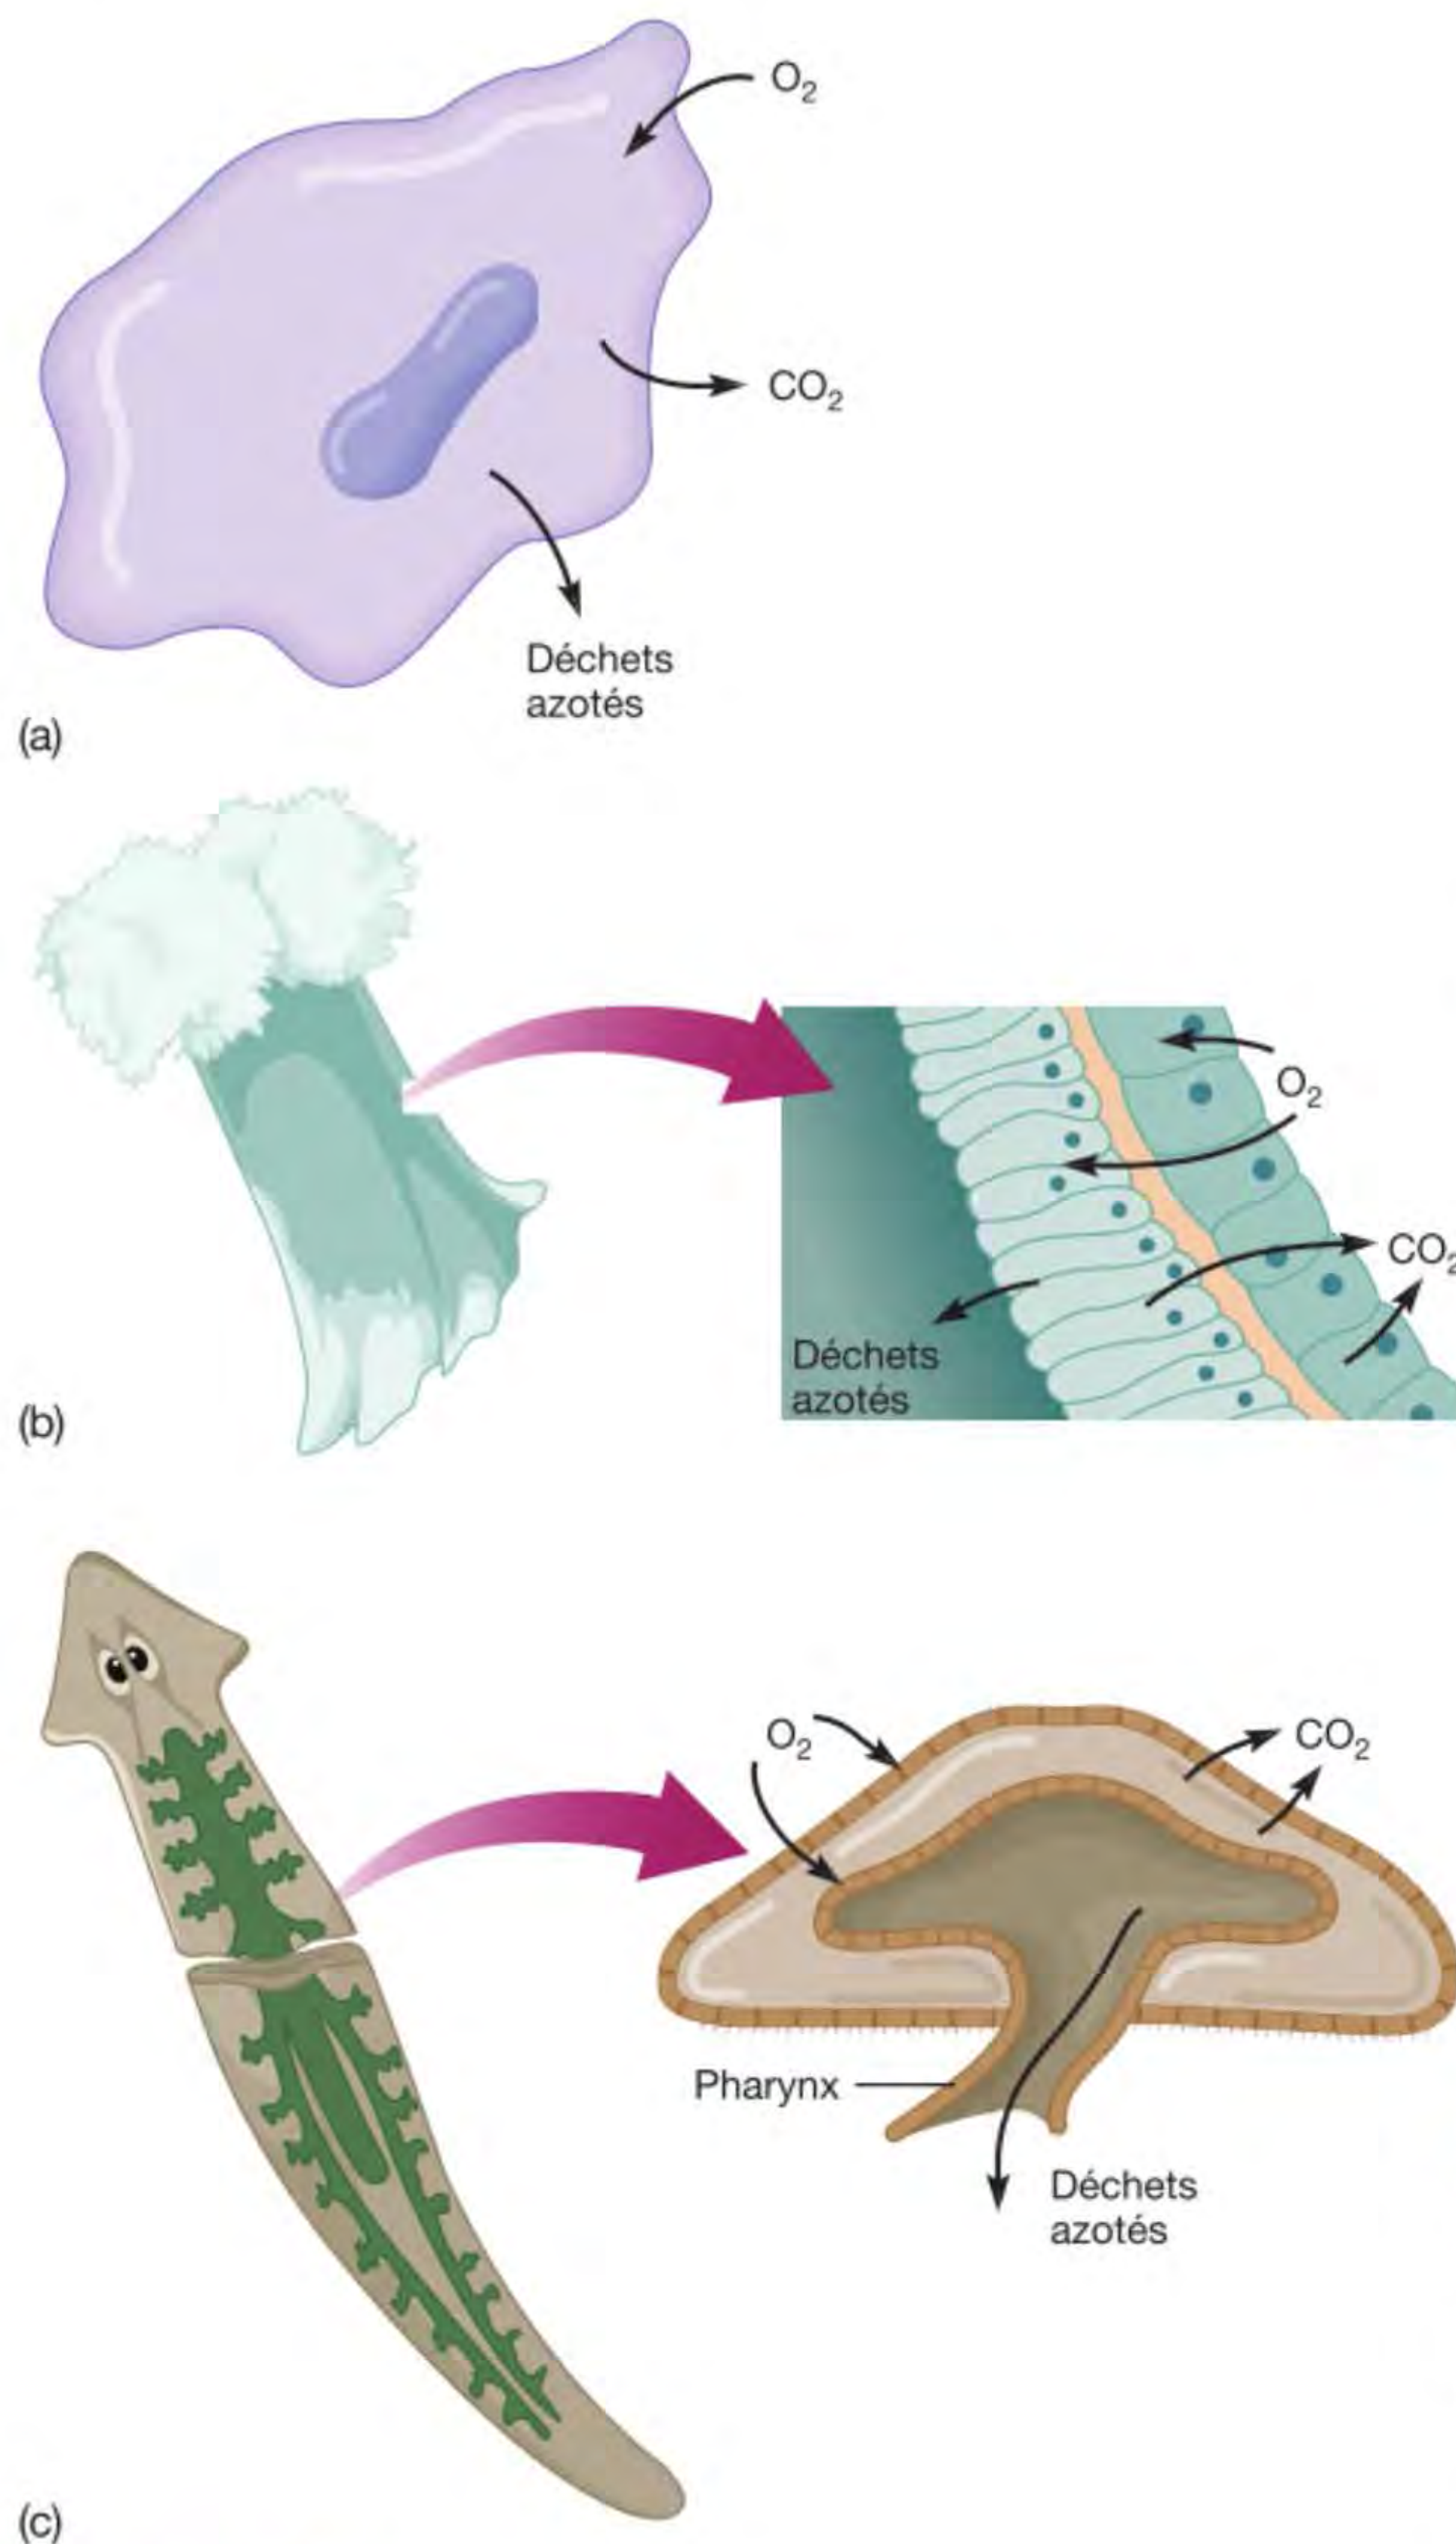 O₂
CO₂
Déchets
azotés
(a)
O₂
CO₂
Déchets
azotés
(b)
O₂
CO₂
Pharynx
Déchets
azotés
(c)